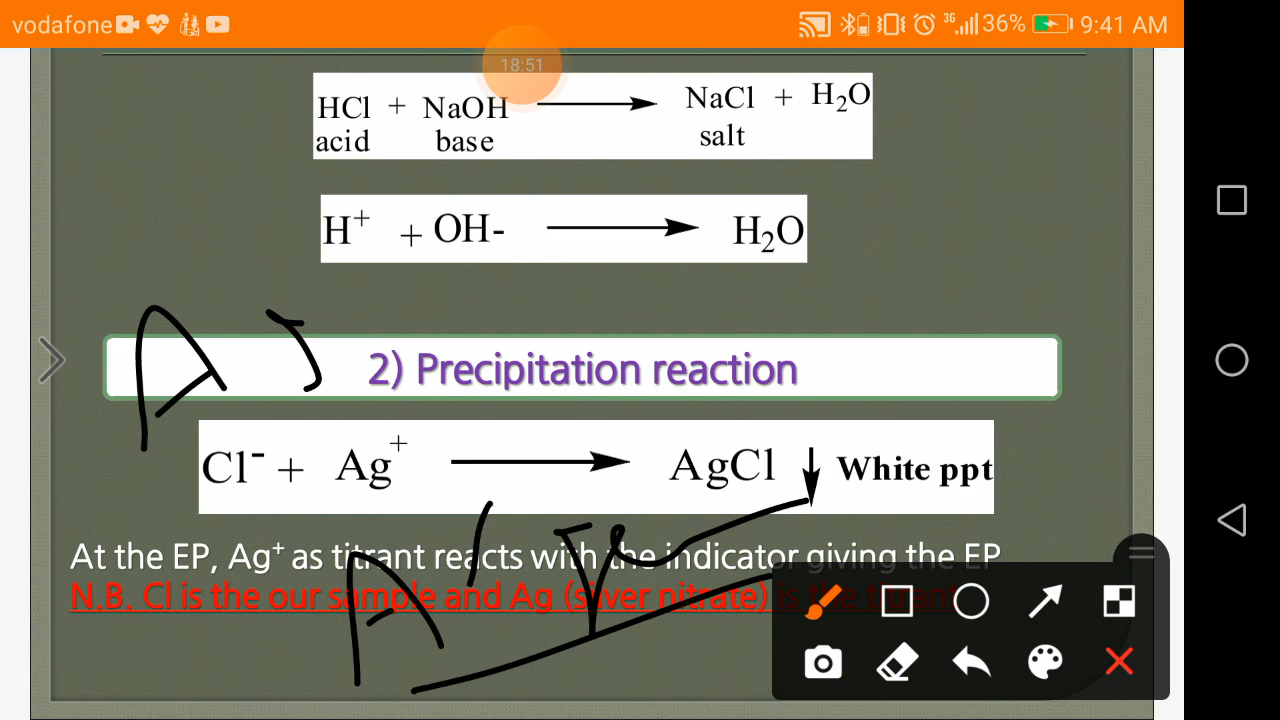 vodafone 3G 36% 9:41 AM
18:51
HCl + NaOH → NaCl + H₂O
acid base salt
H⁺ + OH- → H₂O
2) Precipitation reaction
Cl⁻ + Ag⁺ → AgCl ↓ White ppt
At the EP, Ag⁺ as titrant reacts with the indicator giving the EP
N.B. Cl is the our sample and Ag (silver nitrate) is the titrant